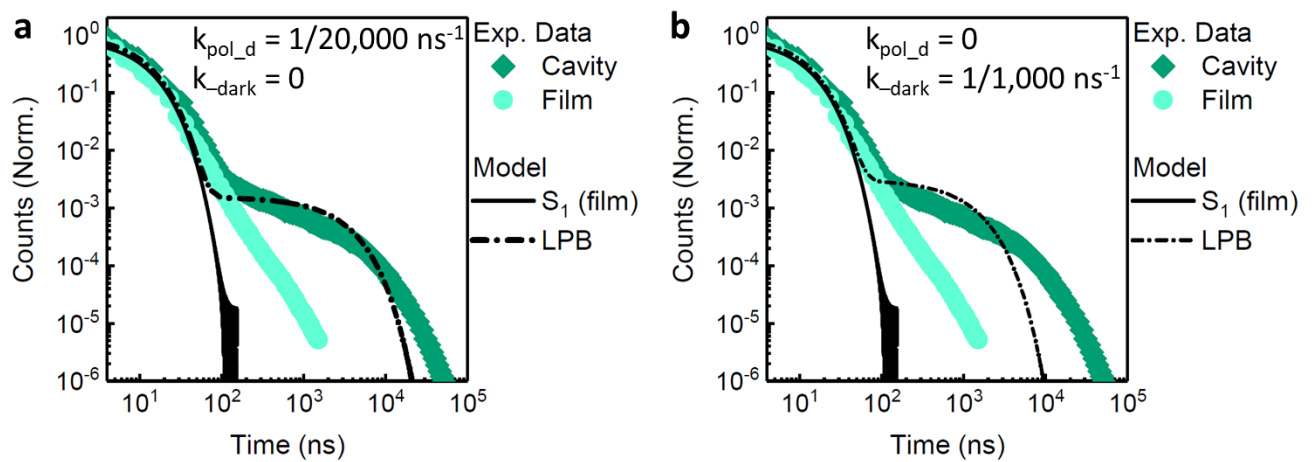 a
k_pol_d = 1/20,000 ns⁻¹
k_–dark = 0
Exp. Data
Cavity
Film
Model
S₁ (film)
LPB
Counts (Norm.)
10⁰
10⁻¹
10⁻²
10⁻³
10⁻⁴
10⁻⁵
10⁻⁶
10¹ 10² 10³ 10⁴ 10⁵
Time (ns)
b
k_pol_d = 0
k_–dark = 1/1,000 ns⁻¹
Exp. Data
Cavity
Film
Model
S₁ (film)
LPB
Counts (Norm.)
10⁰
10⁻¹
10⁻²
10⁻³
10⁻⁴
10⁻⁵
10⁻⁶
10¹ 10² 10³ 10⁴ 10⁵
Time (ns)